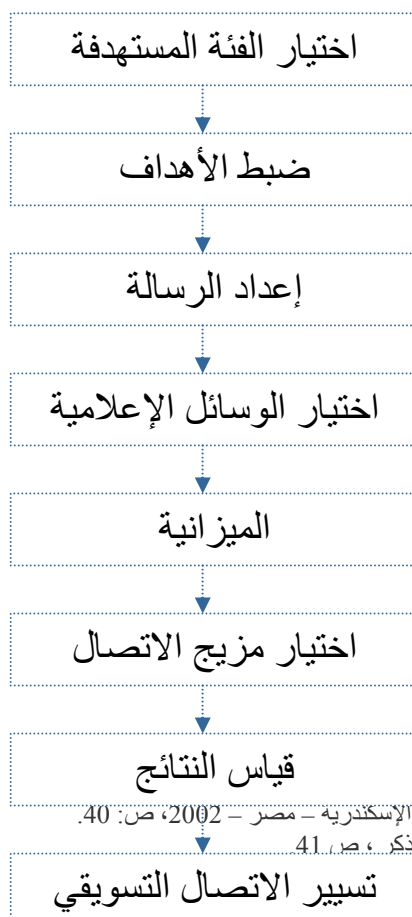 اختيار الفئة المستهدفة
ضبط الأهداف
إعداد الرسالة
اختيار الوسائل الإعلامية
الميزانية
اختيار مزيج الاتصال
قياس النتائج
الإسكندرية – مصر – 2002، ص: 40.
ذكر ، ص 41
تسيير الاتصال التسويقي